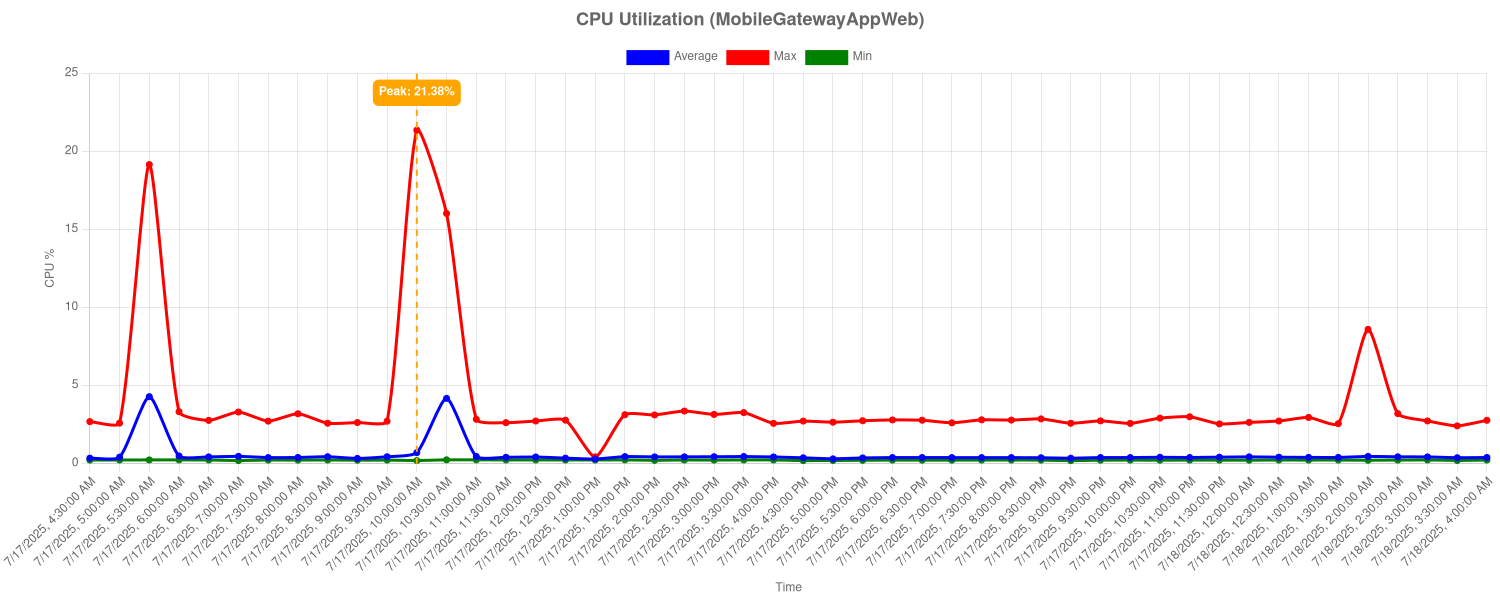 CPU Utilization (MobileGatewayAppWeb)
Average Max Min
Peak: 21.38%
25
20
15
10
5
0
CPU %
7/17/2025, 4:30:00 AM
7/17/2025, 5:00:00 AM
7/17/2025, 5:30:00 AM
7/17/2025, 6:00:00 AM
7/17/2025, 6:30:00 AM
7/17/2025, 7:00:00 AM
7/17/2025, 7:30:00 AM
7/17/2025, 8:00:00 AM
7/17/2025, 8:30:00 AM
7/17/2025, 9:00:00 AM
7/17/2025, 9:30:00 AM
7/17/2025, 10:00:00 AM
7/17/2025, 10:30:00 AM
7/17/2025, 11:00:00 AM
7/17/2025, 11:30:00 AM
7/17/2025, 12:00:00 PM
7/17/2025, 12:30:00 PM
7/17/2025, 1:00:00 PM
7/17/2025, 1:30:00 PM
7/17/2025, 2:00:00 PM
7/17/2025, 2:30:00 PM
7/17/2025, 3:00:00 PM
7/17/2025, 3:30:00 PM
7/17/2025, 4:00:00 PM
7/17/2025, 4:30:00 PM
7/17/2025, 5:00:00 PM
7/17/2025, 5:30:00 PM
7/17/2025, 6:00:00 PM
7/17/2025, 6:30:00 PM
7/17/2025, 7:00:00 PM
7/17/2025, 7:30:00 PM
7/17/2025, 8:00:00 PM
7/17/2025, 8:30:00 PM
7/17/2025, 9:00:00 PM
7/17/2025, 9:30:00 PM
7/17/2025, 10:00:00 PM
7/17/2025, 10:30:00 PM
7/17/2025, 11:00:00 PM
7/17/2025, 11:30:00 PM
7/18/2025, 12:00:00 AM
7/18/2025, 12:30:00 AM
7/18/2025, 1:00:00 AM
7/18/2025, 1:30:00 AM
7/18/2025, 2:00:00 AM
7/18/2025, 2:30:00 AM
7/18/2025, 3:00:00 AM
7/18/2025, 3:30:00 AM
7/18/2025, 4:00:00 AM
Time